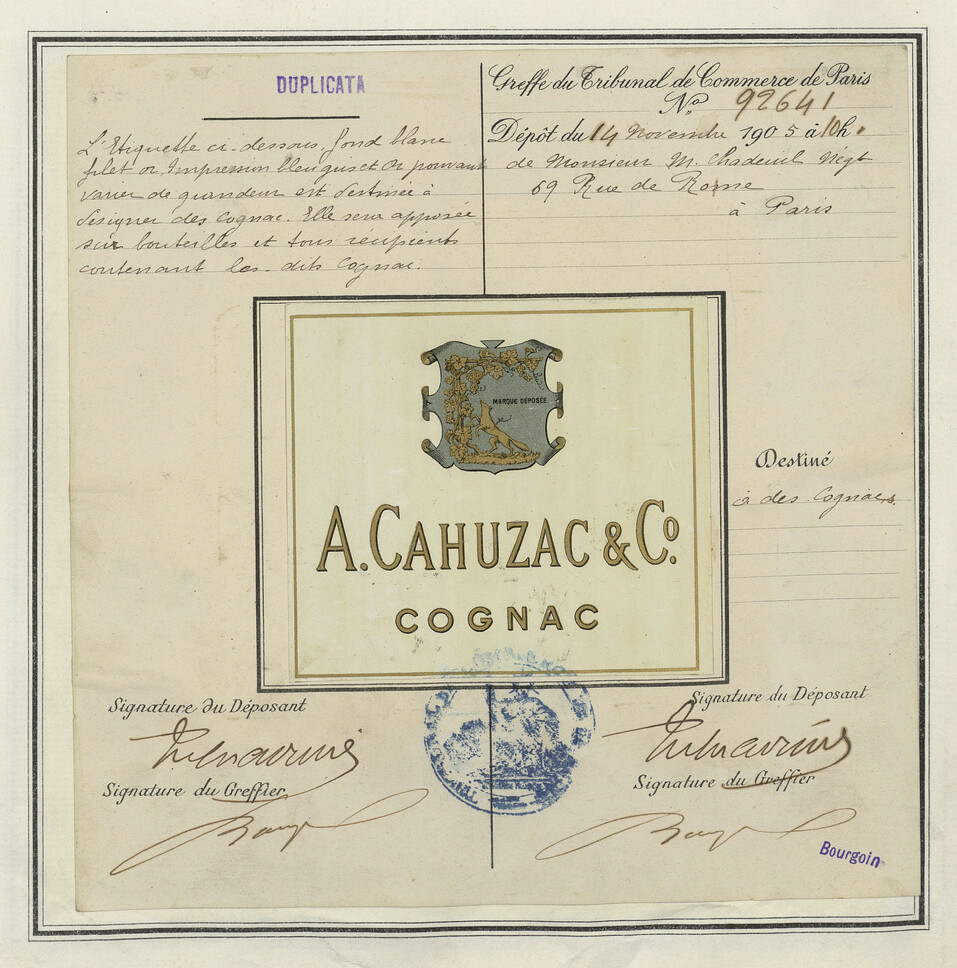 DUPLICATA
L'Etiquette ci-dessous, fond blanc
filet or, Impression bleu gris et Or pouvant
varier de grandeur est destinée à
désigner des Cognac. Elle sera apposée
sur bouteilles et tous récipients
contenant les-dits Cognac.
Greffe du Tribunal de Commerce de Paris
No 92641
Dépôt du 14 Novembre 1905 à 10h.
de Monsieur M. Chadeuil Négt
69 Rue de Rome
à Paris
MARQUE DÉPOSÉE
A. CAHUZAC & Co.
COGNAC
Destiné
à des Cognacs.
Signature du Déposant
Signature du Greffier
Signature du Déposant
Signature du Greffier
Bourgoin